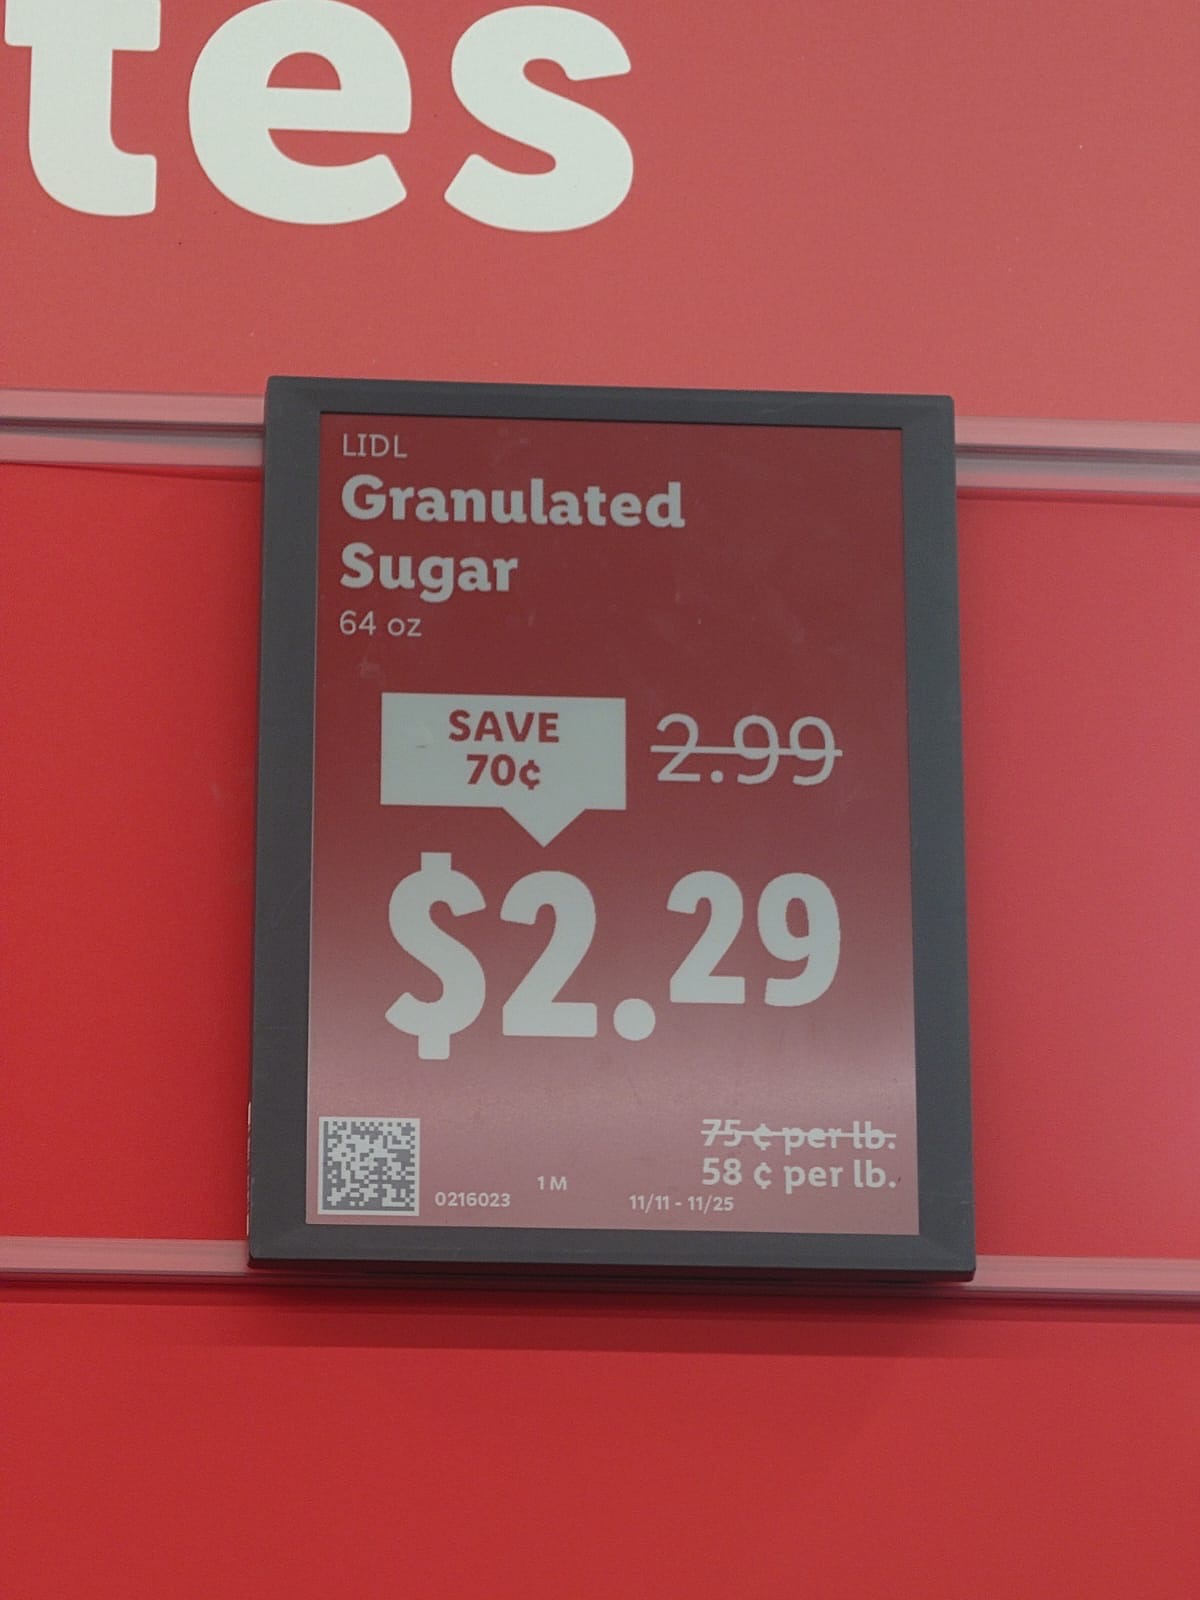 tes
LIDL
Granulated
Sugar
64 oz
SAVE
70¢
2.99
$2.29
75 ¢ per lb.
58 ¢ per lb.
1 M
0216023
11/11 - 11/25